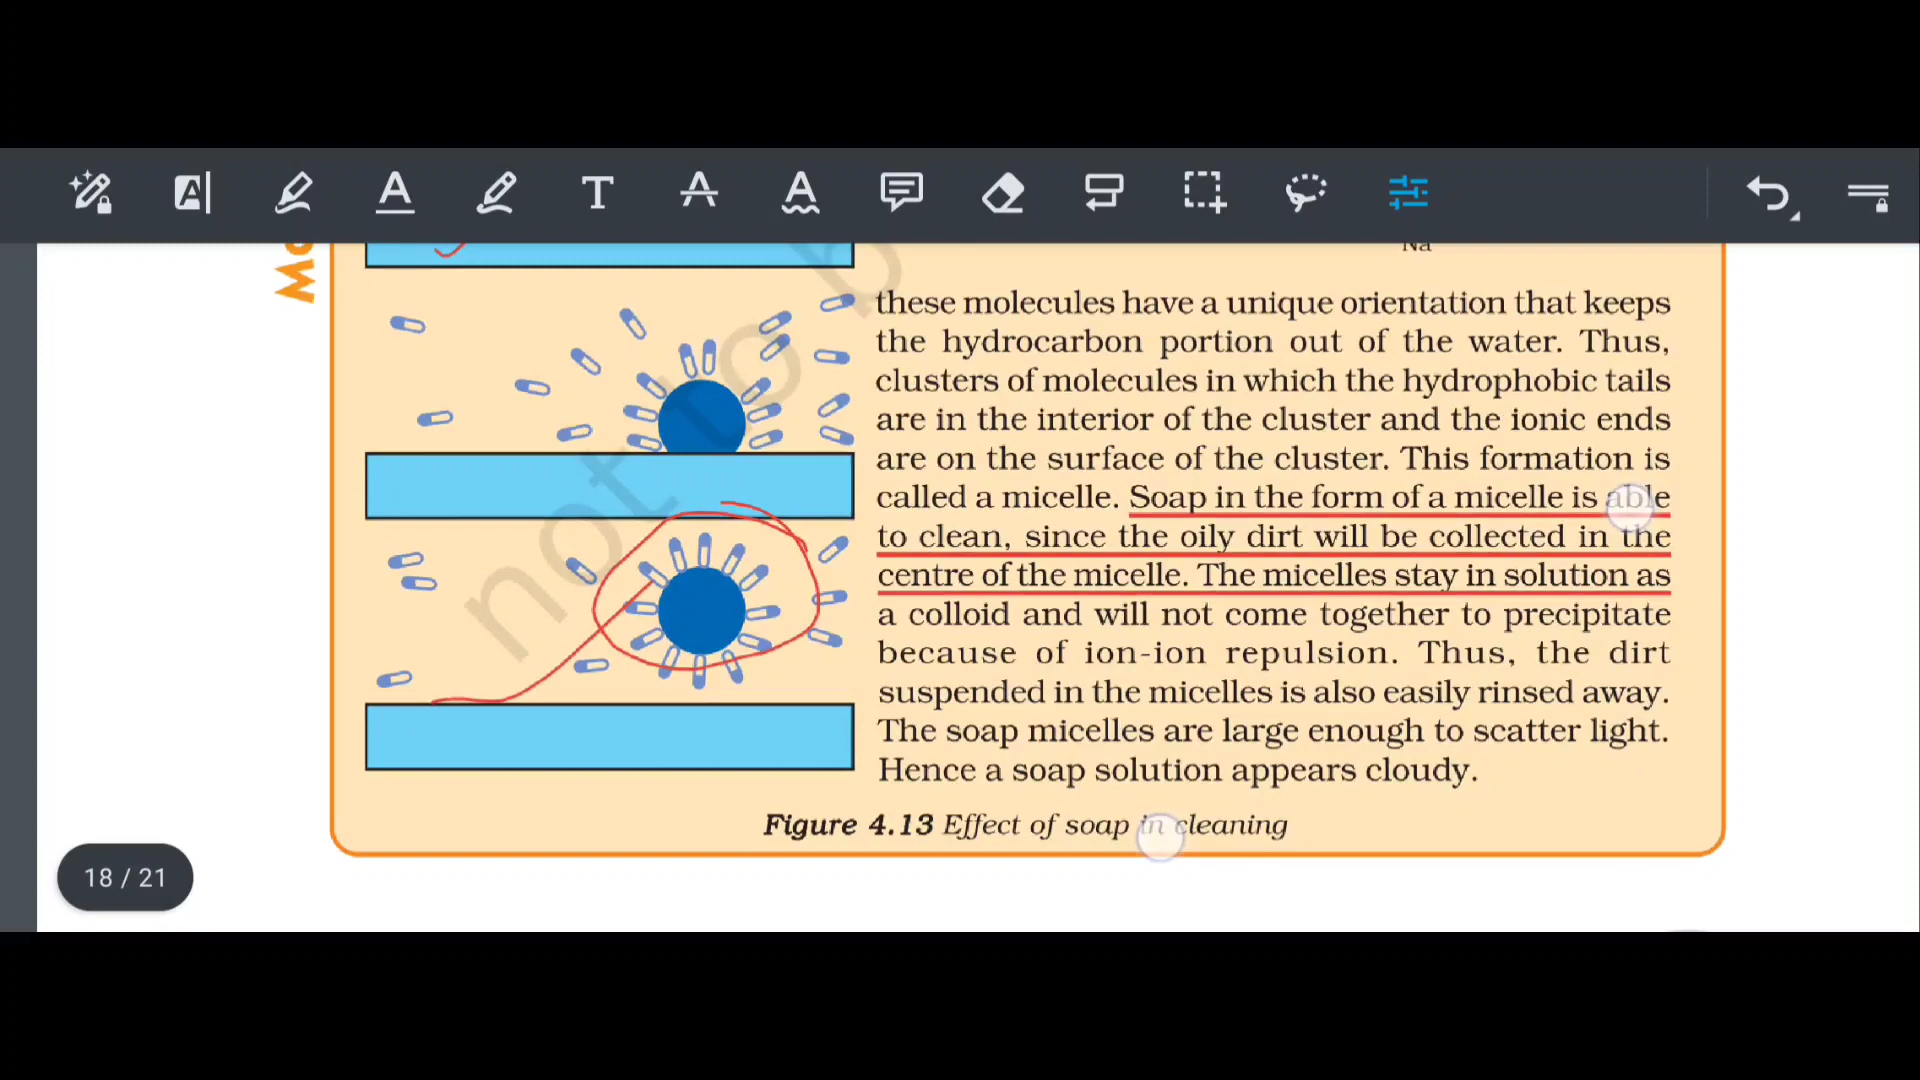 A
A
T
A
A
Na
these molecules have a unique orientation that keeps
the hydrocarbon portion out of the water. Thus,
clusters of molecules in which the hydrophobic tails
are in the interior of the cluster and the ionic ends
are on the surface of the cluster. This formation is
called a micelle. Soap in the form of a micelle is able
to clean, since the oily dirt will be collected in the
centre of the micelle. The micelles stay in solution as
a colloid and will not come together to precipitate
because of ion-ion repulsion. Thus, the dirt
suspended in the micelles is also easily rinsed away.
The soap micelles are large enough to scatter light.
Hence a soap solution appears cloudy.
not to b
Figure 4.13 Effect of soap in cleaning
18 / 21